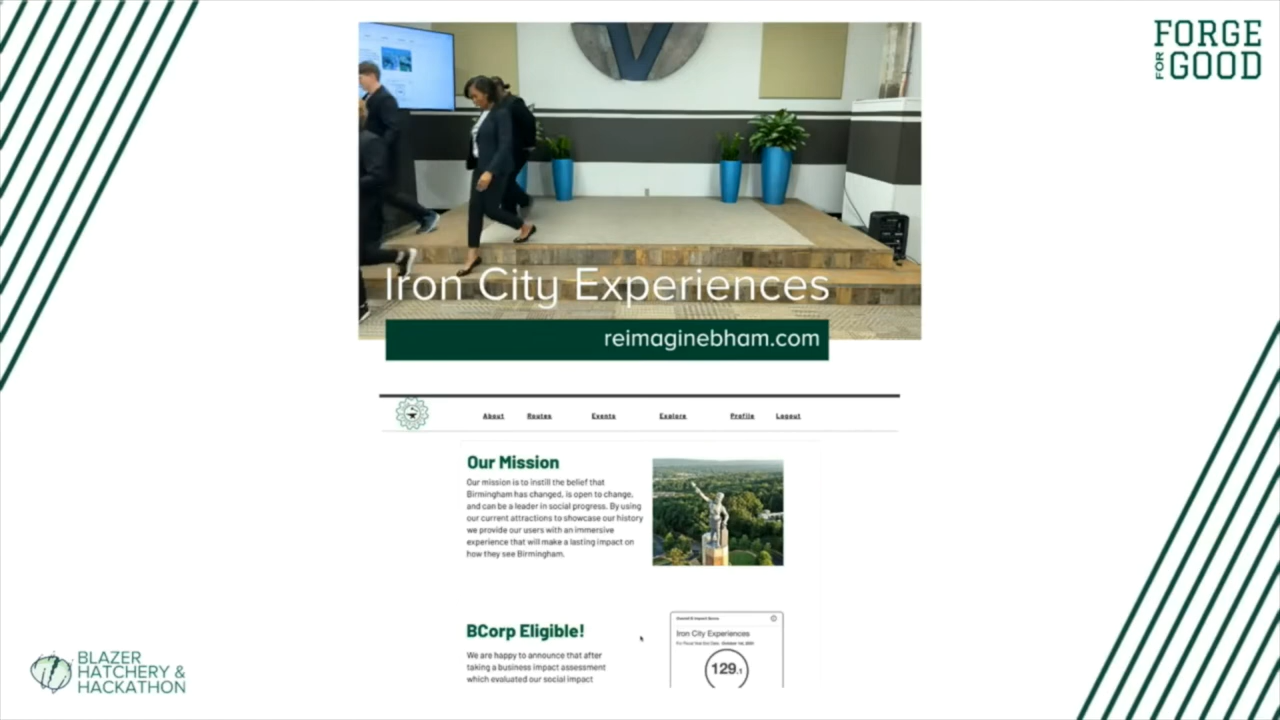 FORGE
FOR GOOD
Iron City Experiences
reimaginebham.com
About Routes Events Explore Profile Logout
Our Mission
Our mission is to instill the belief that
Birmingham has changed, is open to change,
and can be a leader in social progress. By using
our current attractions to showcase our history
we provide our users with an immersive
experience that will make a lasting impact on
how they see Birmingham.
BCorp Eligible!
We are happy to announce that after
taking a business impact assessment
which evaluated our social impact
Overall B Impact Score
Iron City Experiences
129.1
BLAZER
HATCHERY &
HACKATHON